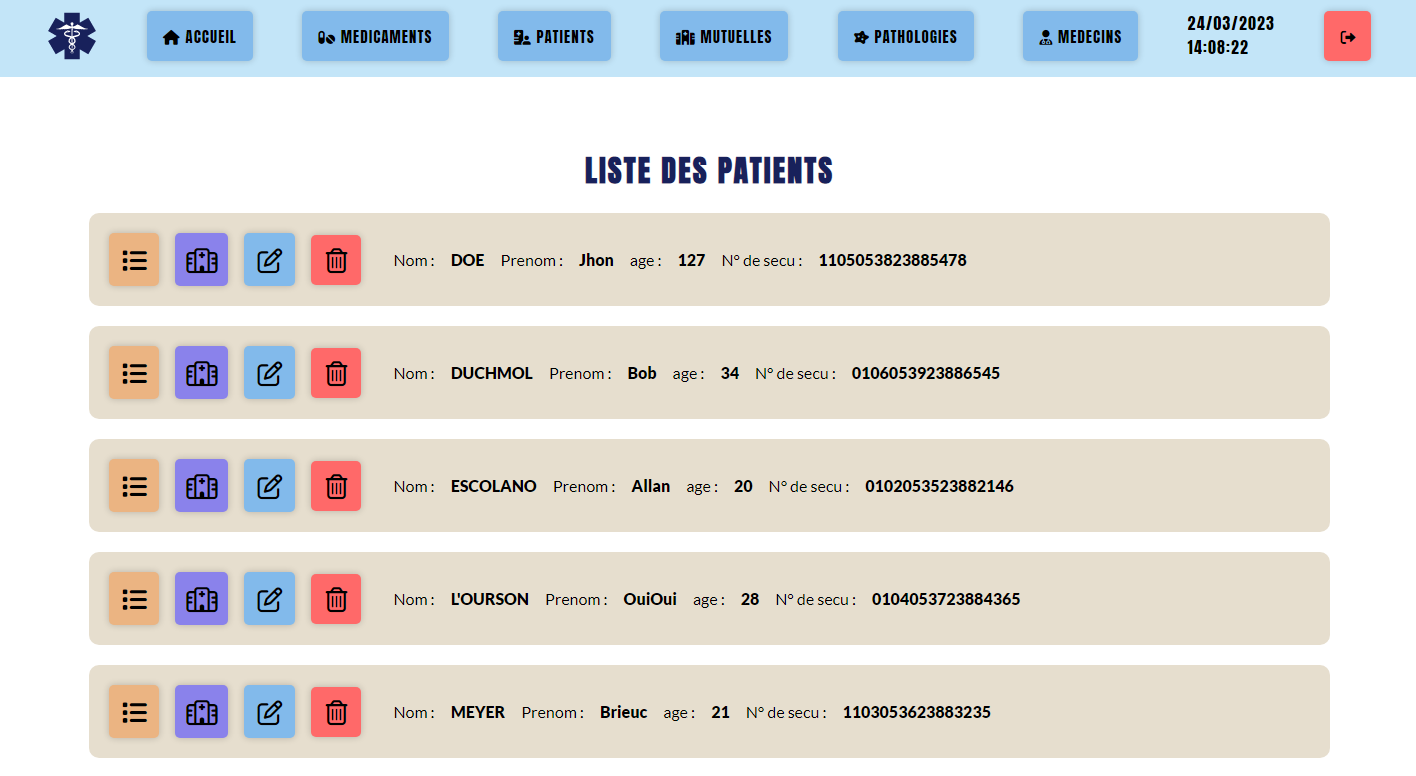 ACCUEIL MEDICAMENTS PATIENTS MUTUELLES PATHOLOGIES MEDECINS 24/03/2023
14:08:22
LISTE DES PATIENTS
Nom : DOE Prenom : Jhon age : 127 N° de secu : 1105053823885478
Nom : DUCHMOL Prenom : Bob age : 34 N° de secu : 0106053923886545
Nom : ESCOLANO Prenom : Allan age : 20 N° de secu : 0102053523882146
Nom : L'OURSON Prenom : OuiOui age : 28 N° de secu : 0104053723884365
Nom : MEYER Prenom : Brieuc age : 21 N° de secu : 1103053623883235